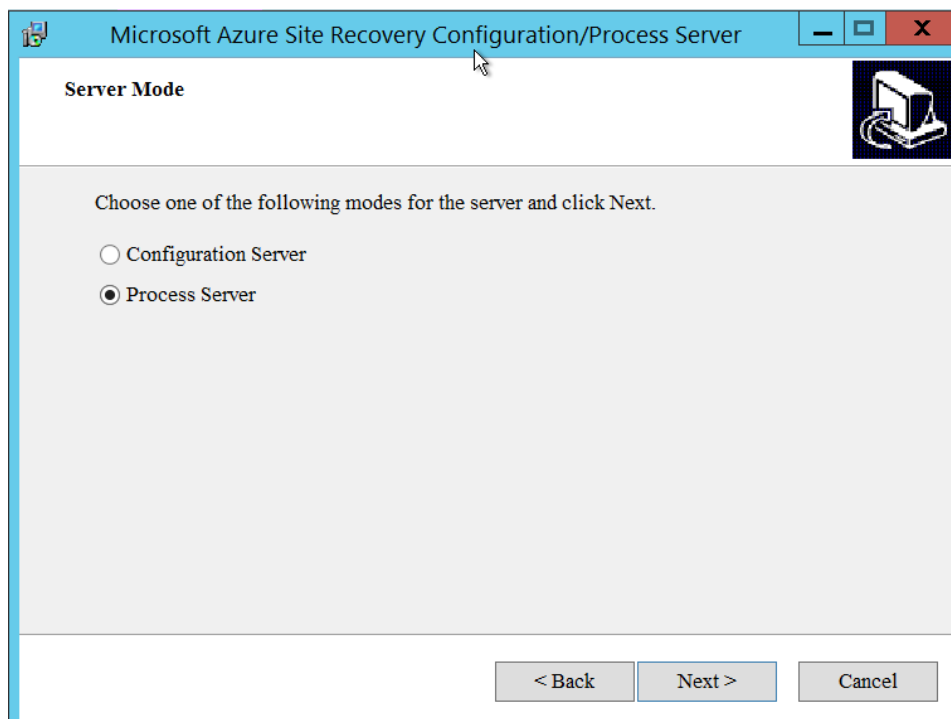 Microsoft Azure Site Recovery Configuration/Process Server
Server Mode
Choose one of the following modes for the server and click Next.
Configuration Server
Process Server
< Back
Next >
Cancel